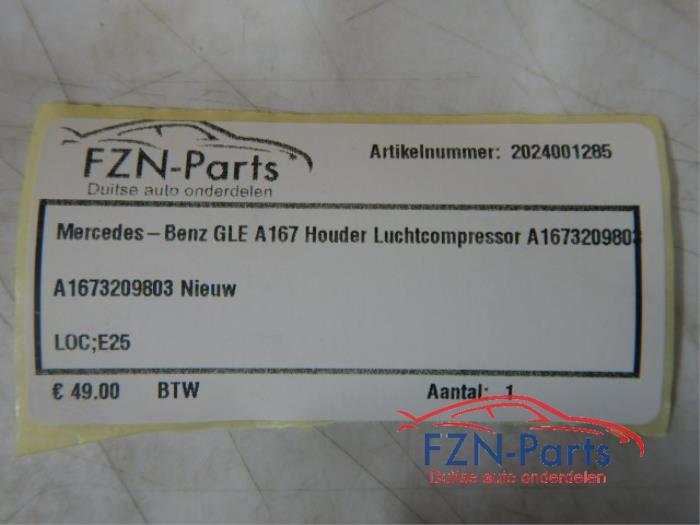 FZN-Parts
Duitse auto onderdelen
Artikelnummer: 2024001285
Mercedes-Benz GLE A167 Houder Luchtcompressor A1673209803
A1673209803 Nieuw
LOC;E25
€ 49.00 BTW Aantal: 1
FZN-Parts
Duitse auto onderdelen